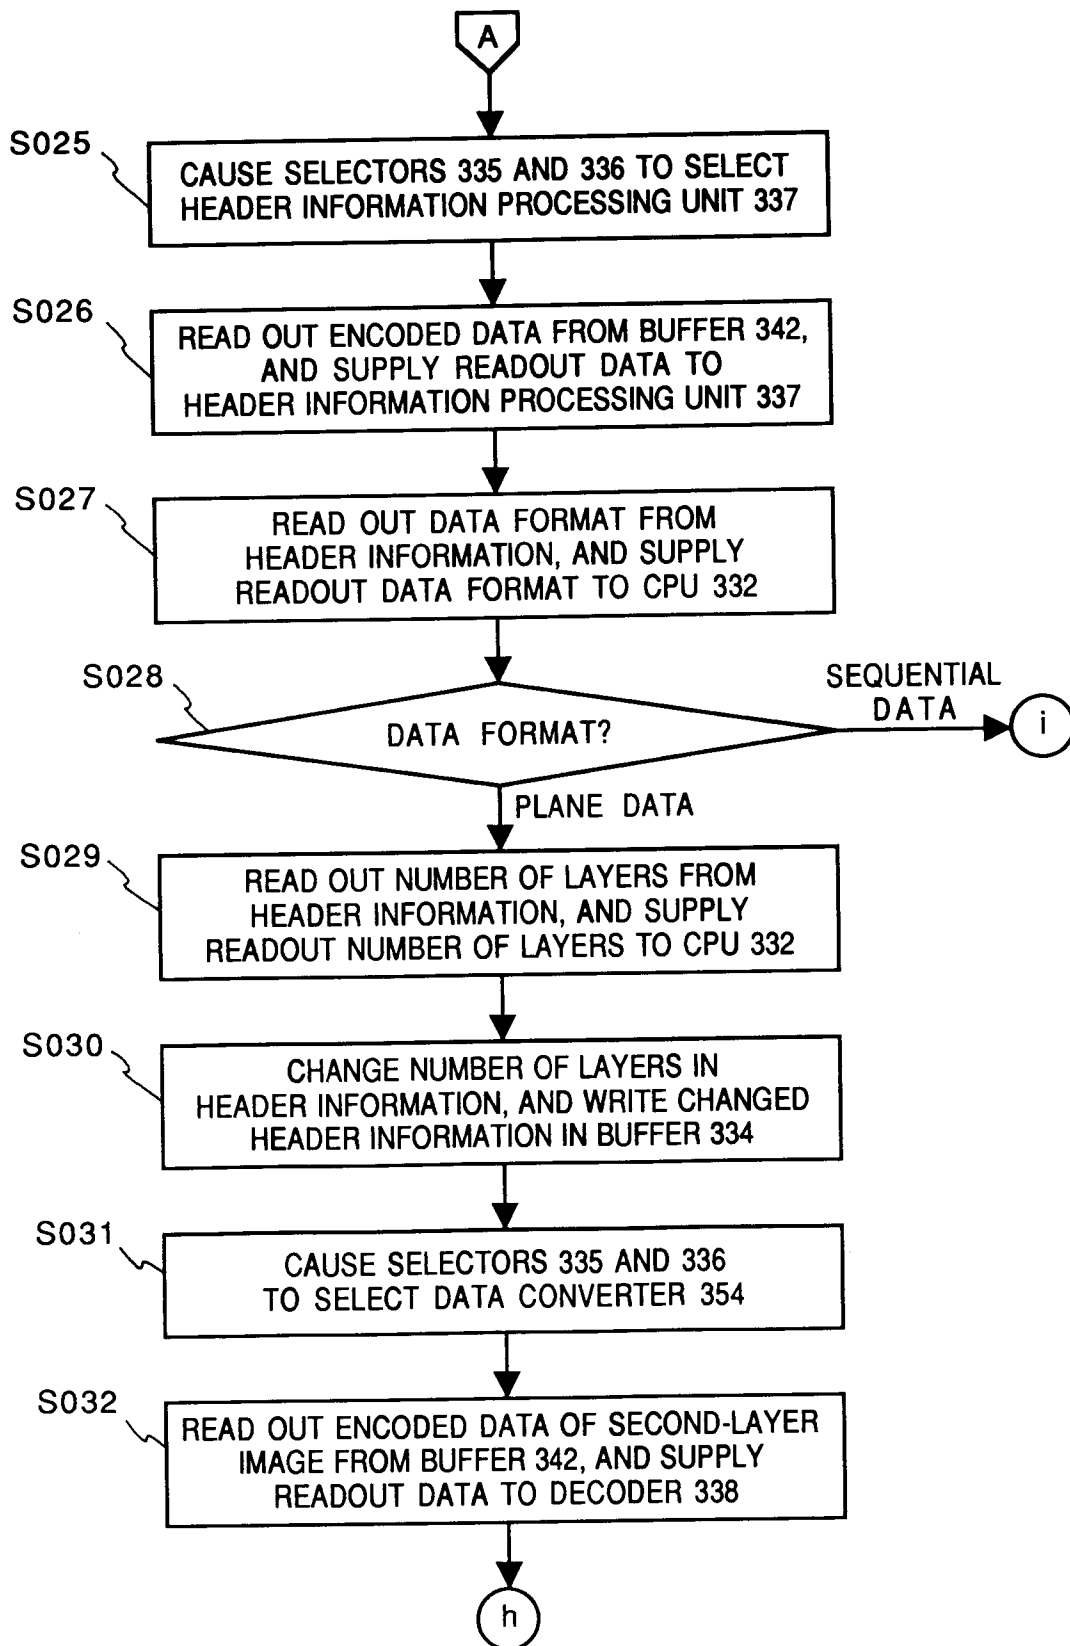 A
S025
CAUSE SELECTORS 335 AND 336 TO SELECT
HEADER INFORMATION PROCESSING UNIT 337
S026
READ OUT ENCODED DATA FROM BUFFER 342,
AND SUPPLY READOUT DATA TO
HEADER INFORMATION PROCESSING UNIT 337
S027
READ OUT DATA FORMAT FROM
HEADER INFORMATION, AND SUPPLY
READOUT DATA FORMAT TO CPU 332
S028
DATA FORMAT?
SEQUENTIAL
DATA
i
PLANE DATA
S029
READ OUT NUMBER OF LAYERS FROM
HEADER INFORMATION, AND SUPPLY
READOUT NUMBER OF LAYERS TO CPU 332
S030
CHANGE NUMBER OF LAYERS IN
HEADER INFORMATION, AND WRITE CHANGED
HEADER INFORMATION IN BUFFER 334
S031
CAUSE SELECTORS 335 AND 336
TO SELECT DATA CONVERTER 354
S032
READ OUT ENCODED DATA OF SECOND-LAYER
IMAGE FROM BUFFER 342, AND SUPPLY
READOUT DATA TO DECODER 338
h